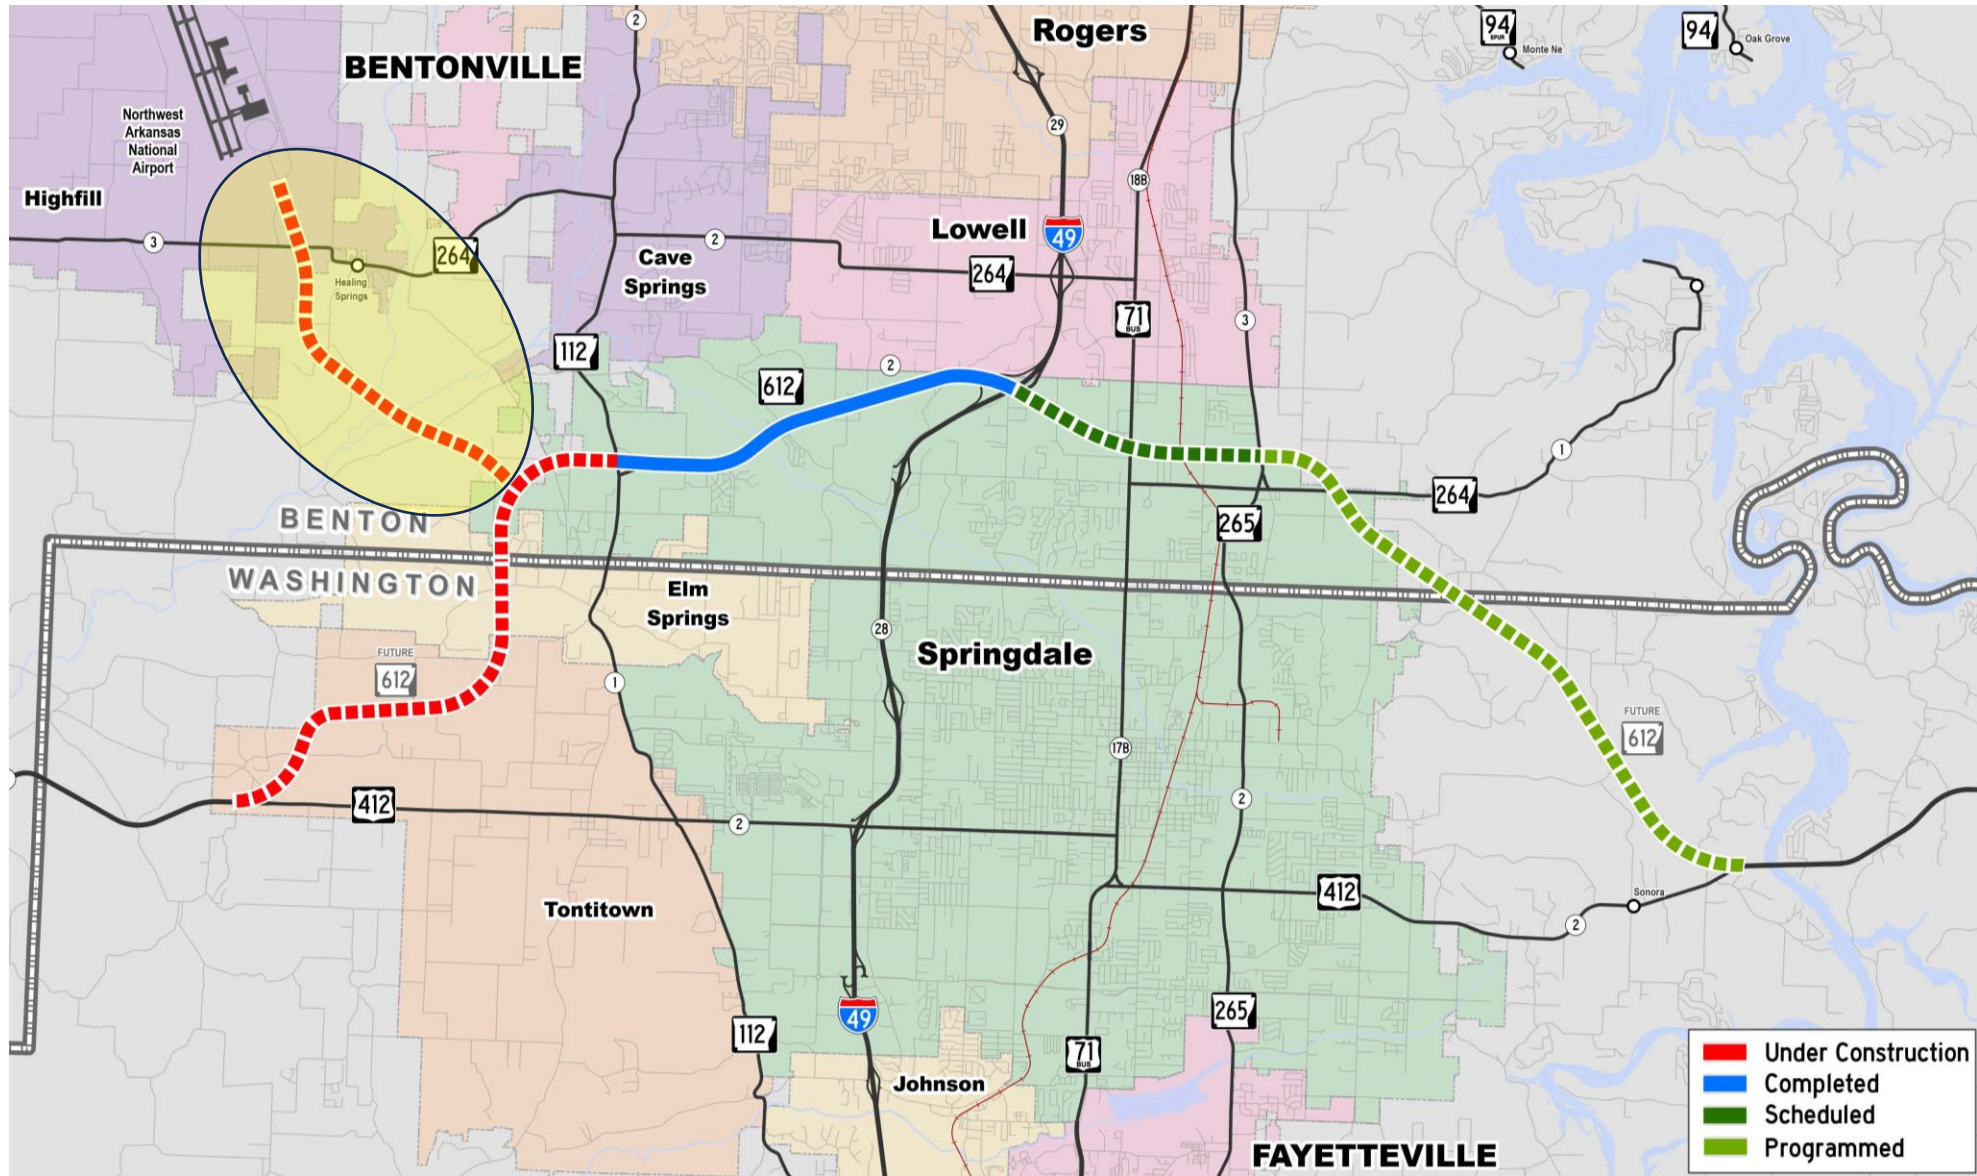 2
Rogers
94
SPUR
Monte Ne
94
Oak Grove
BENTONVILLE
Northwest
Arkansas
National
Airport
29
18B
Highfill
3
264
2
Lowell
49
Cave
Springs
264
Healing
Springs
71
BUS
3
112
612
2
1
264
265
BENTON
WASHINGTON
Elm
Springs
28
Springdale
FUTURE
612
1
FUTURE
612
17B
412
2
2
412
Sonora
2
Tontitown
49
265
112
71
BUS
Johnson
FAYETTEVILLE
Under Construction
Completed
Scheduled
Programmed